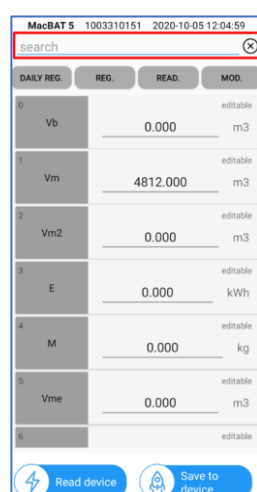 MacBAT 5 1003310151 2020-10-05 12:04:59
search
DAILY REG. REG. READ. MOD.
0 editable
Vb 0.000 m3
1 editable
Vm 4812.000 m3
2 editable
Vm2 0.000 m3
3 editable
E 0.000 kWh
4 editable
M 0.000 kg
5 editable
Vme 0.000 m3
6 editable
Read device Save to
device